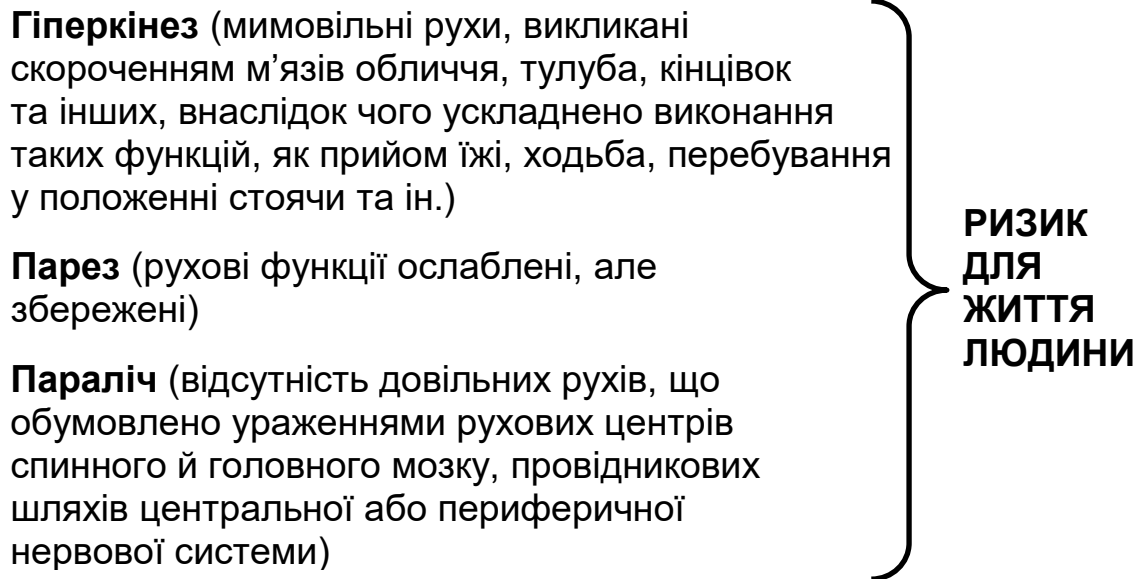 Гіперкінез (мимовільні рухи, викликані
скороченням м’язів обличчя, тулуба, кінцівок
та інших, внаслідок чого ускладнено виконання
таких функцій, як прийом їжі, ходьба, перебування
у положенні стоячи та ін.)
Парез (рухові функції ослаблені, але
збережені)
Параліч (відсутність довільних рухів, що
обумовлено ураженнями рухових центрів
спинного й головного мозку, провідникових
шляхів центральної або периферичної
нервової системи)
РИЗИК
ДЛЯ
ЖИТТЯ
ЛЮДИНИ